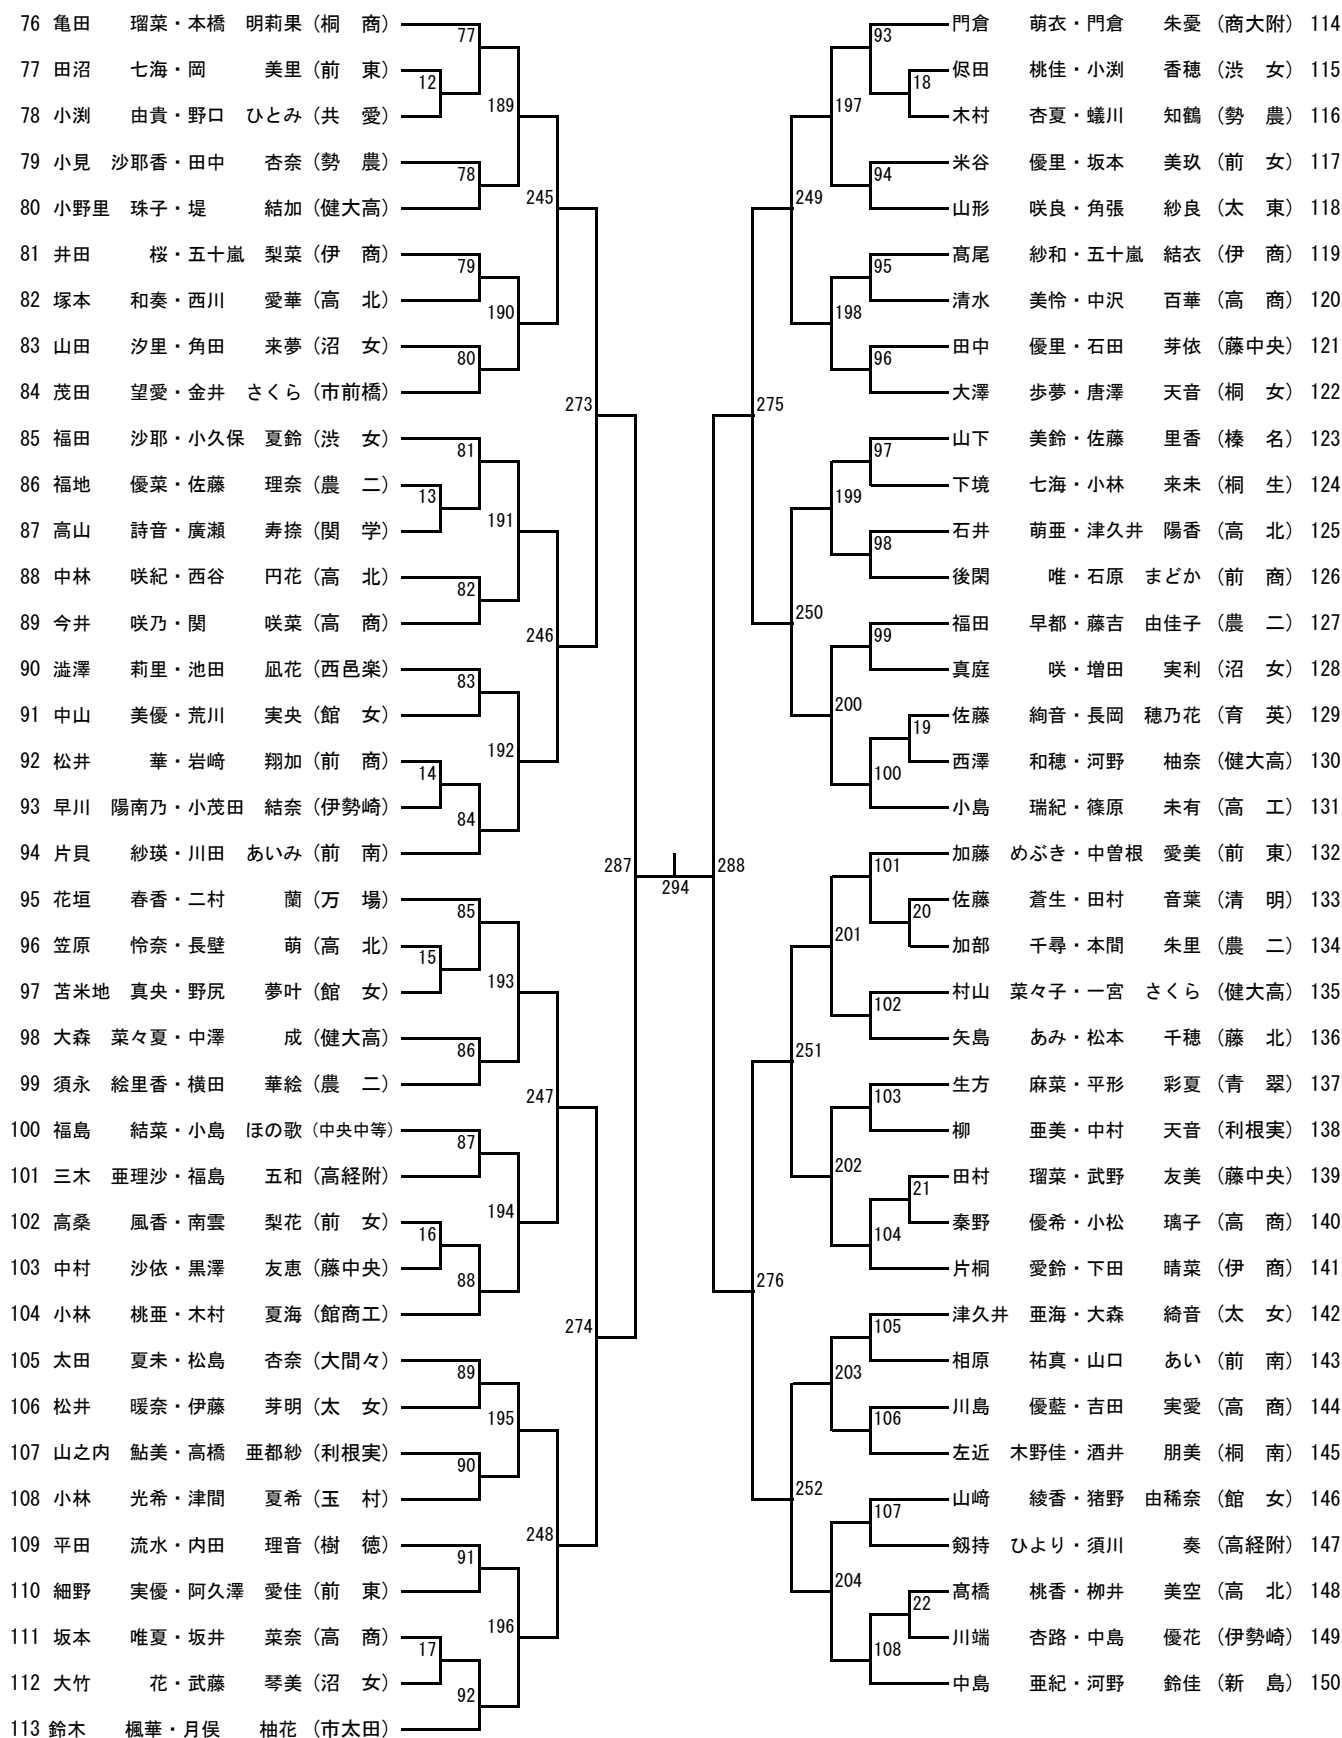 76 亀田 瑠菜・本橋 明莉果（桐 商）
77 田沼 七海・岡 美里（前 東）
78 小渕 由貴・野口 ひとみ（共 愛）
79 小見 沙耶香・田中 杏奈（勢 農）
80 小野里 珠子・堤 結加（健大高）
81 井田 桜・五十嵐 梨菜（伊 商）
82 塚本 和奏・西川 愛華（高 北）
83 山田 汐里・角田 来夢（沼 女）
84 茂田 望愛・金井 さくら（市前橋）
85 福田 沙耶・小久保 夏鈴（渋 女）
86 福地 優菜・佐藤 理奈（農 二）
87 高山 詩音・廣瀬 寿捺（関 学）
88 中林 咲紀・西谷 円花（高 北）
89 今井 咲乃・関 咲菜（高 商）
90 澁澤 莉里・池田 凪花（西邑楽）
91 中山 美優・荒川 実央（館 女）
92 松井 華・岩﨑 翔加（前 商）
93 早川 陽南乃・小茂田 結奈（伊勢崎）
94 片貝 紗瑛・川田 あいみ（前 南）
95 花垣 春香・二村 蘭（万 場）
96 笠原 怜奈・長壁 萌（高 北）
97 苫米地 真央・野尻 夢叶（館 女）
98 大森 菜々夏・中澤 成（健大高）
99 須永 絵里香・横田 華絵（農 二）
100 福島 結菜・小島 ほの歌（中央中等）
101 三木 亜理沙・福島 五和（高経附）
102 高桑 風香・南雲 梨花（前 女）
103 中村 沙依・黒澤 友恵（藤中央）
104 小林 桃亜・木村 夏海（館商工）
105 太田 夏未・松島 杏奈（大間々）
106 松井 暖奈・伊藤 芽明（太 女）
107 山之内 鮎美・高橋 亜都紗（利根実）
108 小林 光希・津間 夏希（玉 村）
109 平田 流水・内田 理音（樹 徳）
110 細野 実優・阿久澤 愛佳（前 東）
111 坂本 唯夏・坂井 菜奈（高 商）
112 大竹 花・武藤 琴美（沼 女）
113 鈴木 楓華・月俣 柚花（市太田）
12
13
14
15
16
17
77
78
79
80
81
82
83
84
85
86
87
88
89
90
91
92
189
190
191
192
193
194
195
196
245
246
247
248
273
274
287
294
288
275
276
249
250
251
252
197
198
199
200
201
202
203
204
93
94
95
96
97
98
99
100
101
102
103
104
105
106
107
108
18
19
20
21
22
門倉 萌衣・門倉 朱憂（商大附）114
侭田 桃佳・小渕 香穂（渋 女）115
木村 杏夏・蟻川 知鶴（勢 農）116
米谷 優里・坂本 美玖（前 女）117
山形 咲良・角張 紗良（太 東）118
髙尾 紗和・五十嵐 結衣（伊 商）119
清水 美怜・中沢 百華（高 商）120
田中 優里・石田 芽依（藤中央）121
大澤 歩夢・唐澤 天音（桐 女）122
山下 美鈴・佐藤 里香（榛 名）123
下境 七海・小林 来未（桐 生）124
石井 萌亜・津久井 陽香（高 北）125
後閑 唯・石原 まどか（前 商）126
福田 早都・藤吉 由佳子（農 二）127
真庭 咲・増田 実利（沼 女）128
佐藤 絢音・長岡 穂乃花（育 英）129
西澤 和穂・河野 柚奈（健大高）130
小島 瑞紀・篠原 未有（高 工）131
加藤 めぶき・中曽根 愛美（前 東）132
佐藤 蒼生・田村 音葉（清 明）133
加部 千尋・本間 朱里（農 二）134
村山 菜々子・一宮 さくら（健大高）135
矢島 あみ・松本 千穂（藤 北）136
生方 麻菜・平形 彩夏（青 翠）137
柳 亜美・中村 天音（利根実）138
田村 瑠菜・武野 友美（藤中央）139
秦野 優希・小松 璃子（高 商）140
片桐 愛鈴・下田 晴菜（伊 商）141
津久井 亜海・大森 綺音（太 女）142
相原 祐真・山口 あい（前 南）143
川島 優藍・吉田 実愛（高 商）144
左近 木野佳・酒井 朋美（桐 南）145
山﨑 綾香・猪野 由稀奈（館 女）146
剱持 ひより・須川 奏（高経附）147
髙橋 桃香・栁井 美空（高 北）148
川端 杏路・中島 優花（伊勢崎）149
中島 亜紀・河野 鈴佳（新 島）150